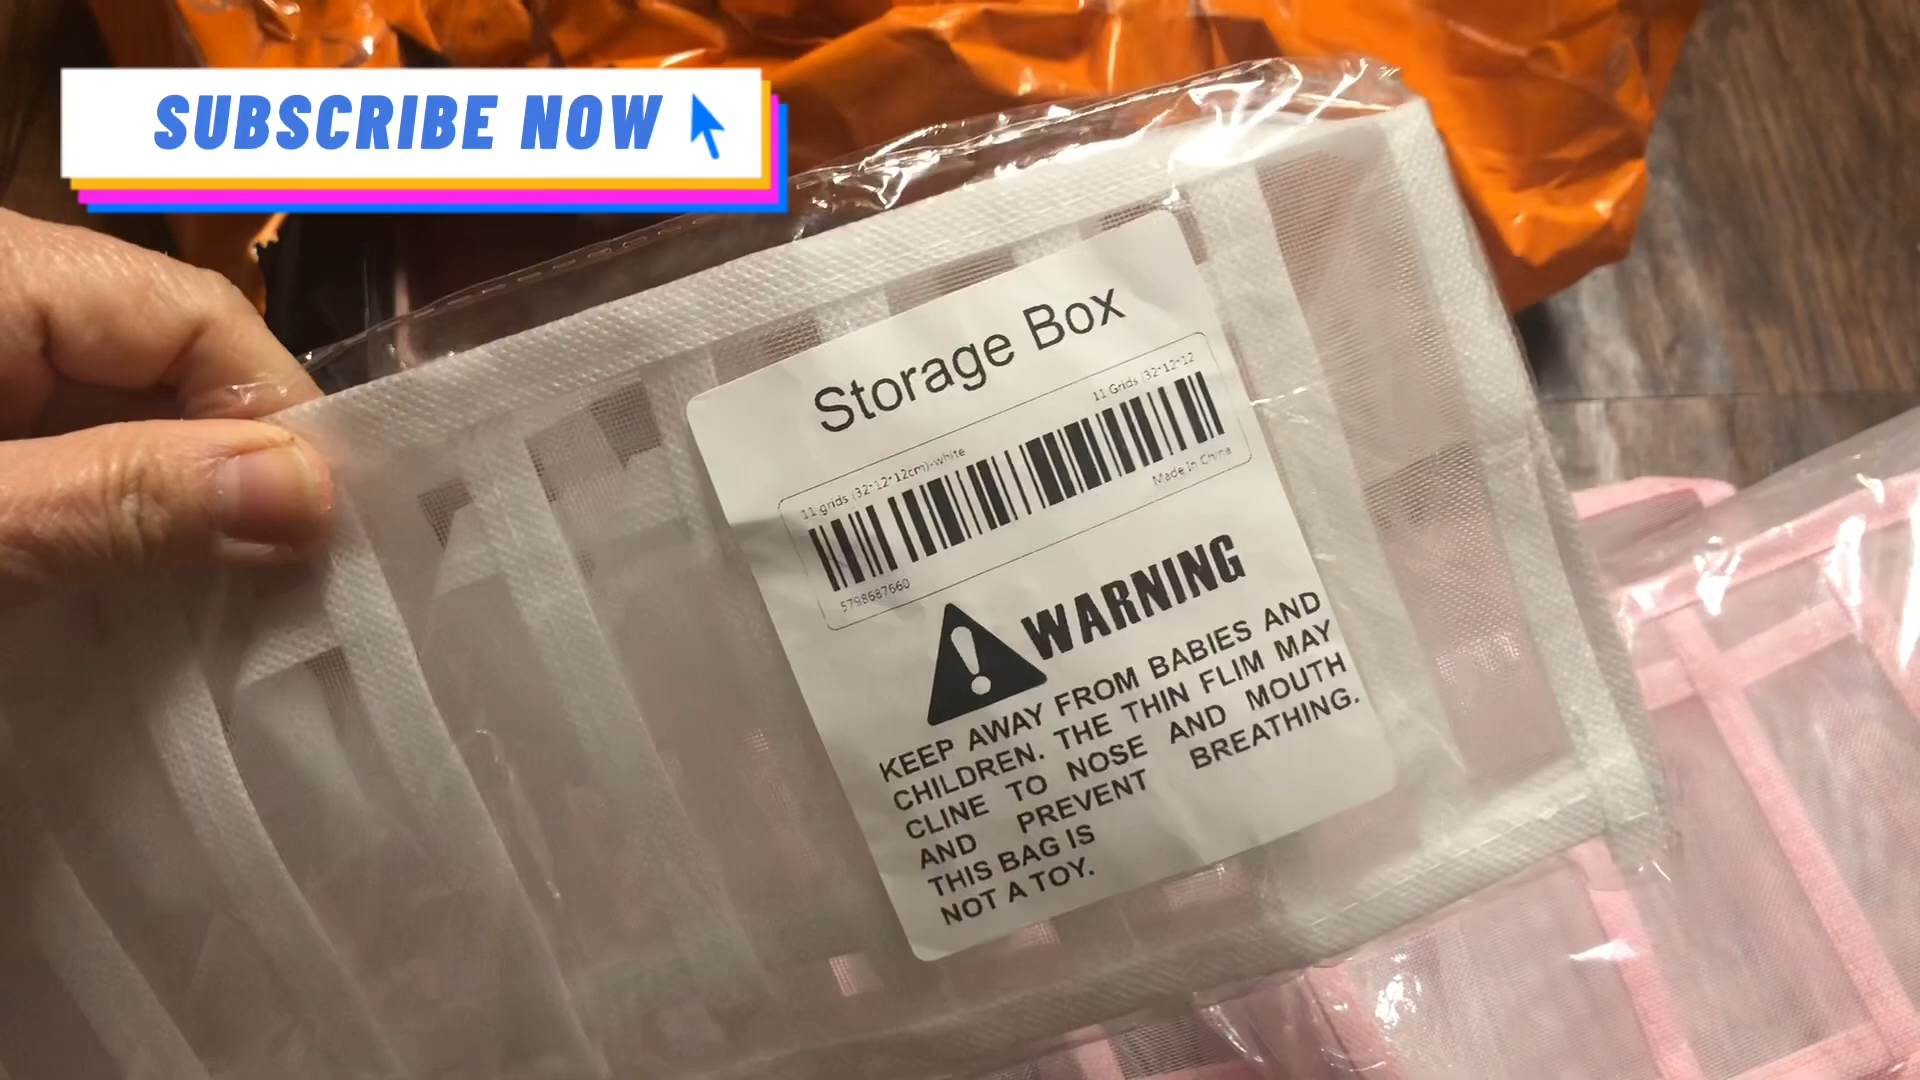 SUBSCRIBE NOW
Storage Box
11 grids (32*12*12cm)-white
11 Grids (32*12*12
5798687660
Made In China
WARNING
KEEP AWAY FROM BABIES AND
CHILDREN. THE THIN FLIM MAY
CLINE TO NOSE AND MOUTH
AND PREVENT BREATHING.
THIS BAG IS
NOT A TOY.